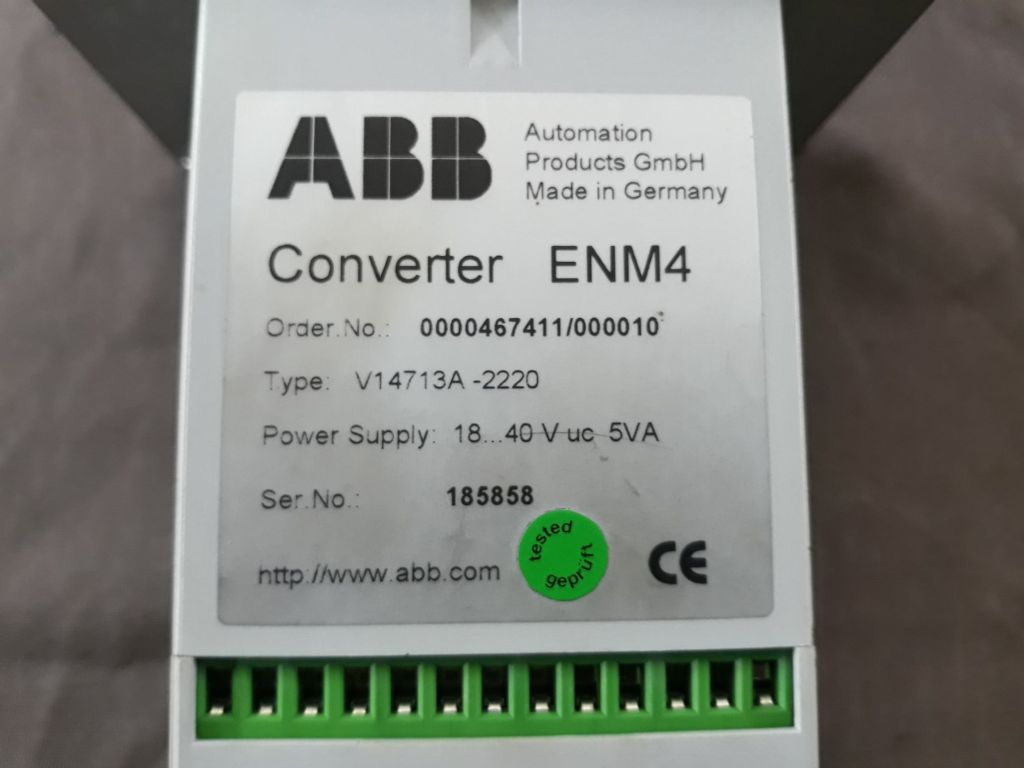 ABB
Automation
Products GmbH
Made in Germany
Converter ENM4
Order.No.: 0000467411/000010
Type: V14713A -2220
Power Supply: 18...40 V uc 5VA
Ser.No.: 185858
http://www.abb.com
tested
geprüft
CE